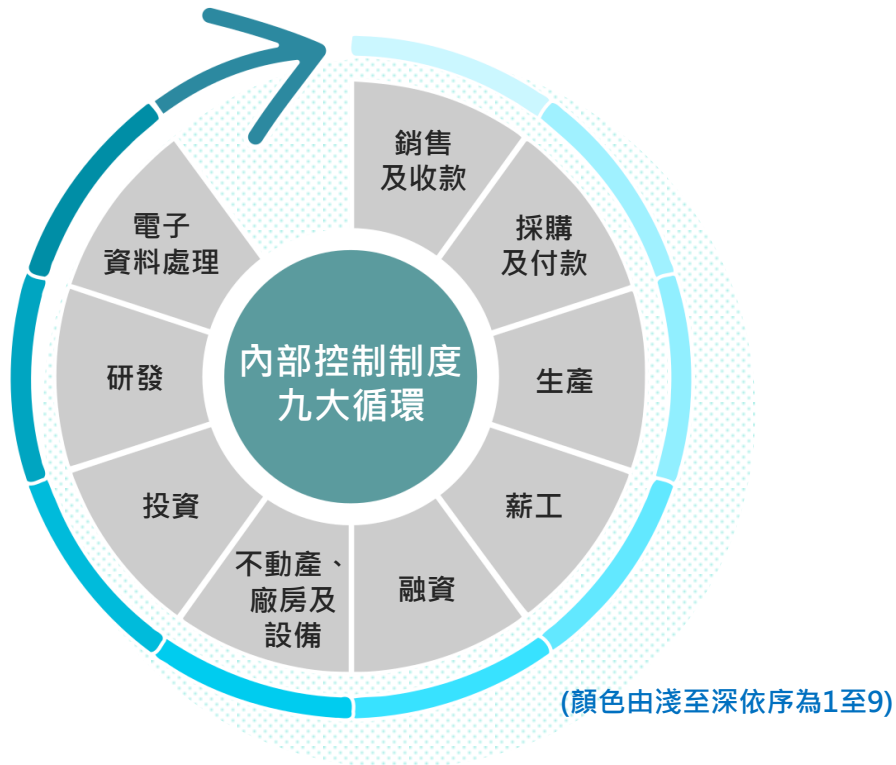 內部控制制度
九大循環
銷售
及收款
採購
及付款
生產
薪工
融資
不動產、
廠房及
設備
投資
研發
電子
資料處理
(顏色由淺至深依序為1至9)